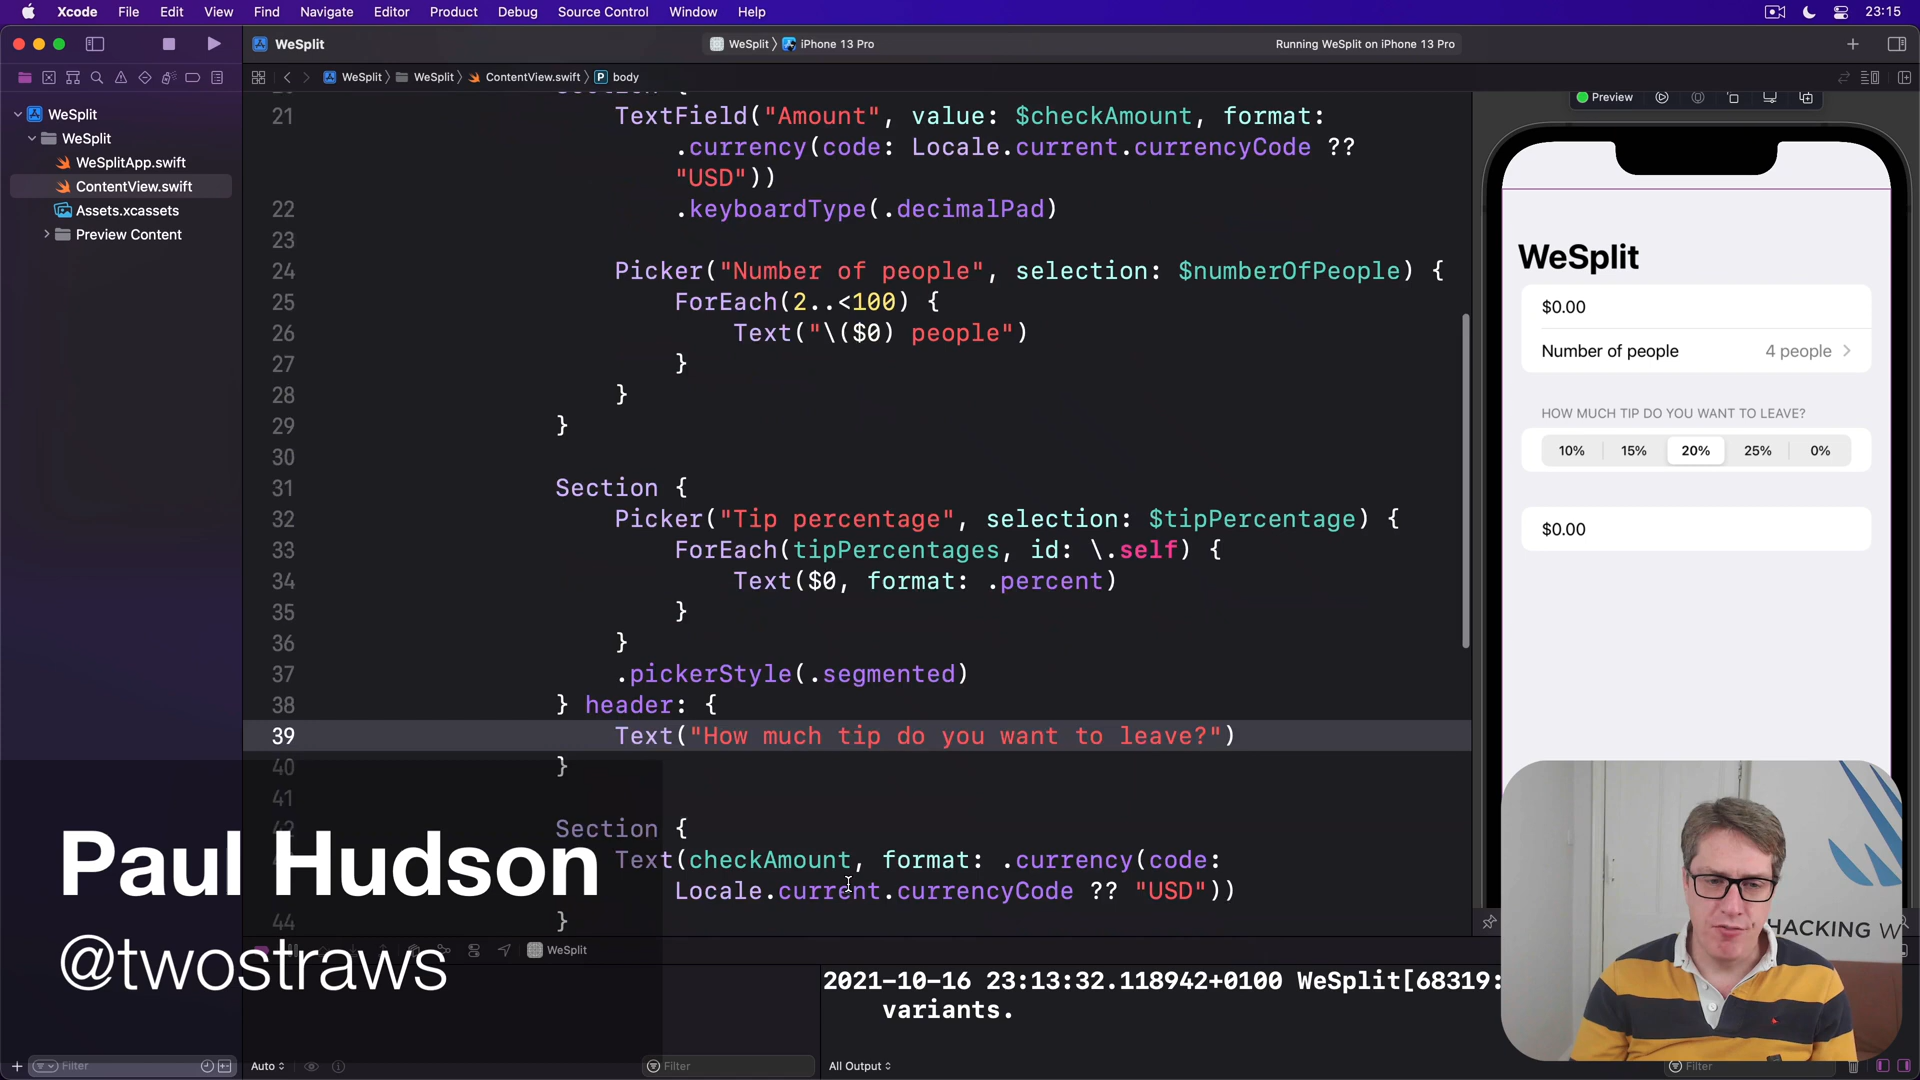 Xcode File Edit View Find Navigate Editor Product Debug Source Control Window Help 23:15
WeSplit WeSplit iPhone 13 Pro Running WeSplit on iPhone 13 Pro
WeSplit WeSplit ContentView.swift body
WeSplit
WeSplit
WeSplitApp.swift
ContentView.swift
Assets.xcassets
Preview Content
21 TextField("Amount", value: $checkAmount, format:
.currency(code: Locale.current.currencyCode ??
"USD"))
22 .keyboardType(.decimalPad)
23
24 Picker("Number of people", selection: $numberOfPeople) {
25 ForEach(2..<100) {
26 Text("\($0) people")
27 }
28 }
29 }
30
31 Section {
32 Picker("Tip percentage", selection: $tipPercentage) {
33 ForEach(tipPercentages, id: \.self) {
34 Text($0, format: .percent)
35 }
36 }
37 .pickerStyle(.segmented)
38 } header: {
39 Text("How much tip do you want to leave?")
40 }
41
42 Section {
Text(checkAmount, format: .currency(code:
Locale.current.currencyCode ?? "USD"))
44 }
Preview
WeSplit
$0.00
Number of people 4 people
HOW MUCH TIP DO YOU WANT TO LEAVE?
10% 15% 20% 25% 0%
$0.00
Paul Hudson
@twostraws
HACKING W
WeSplit
2021-10-16 23:13:32.118942+0100 WeSplit[68319:
variants.
Filter Auto Filter All Output Filter